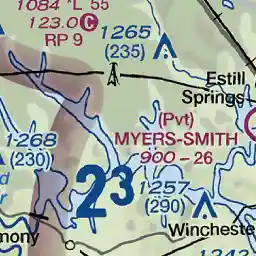 1084 *L 55
123.0 C
RP 9
1265
(235)
Estill
Springs
(Pvt)
MYERS-SMITH
900 - 26
1268
(230)
23
1257
(290)
Wincheste
mony